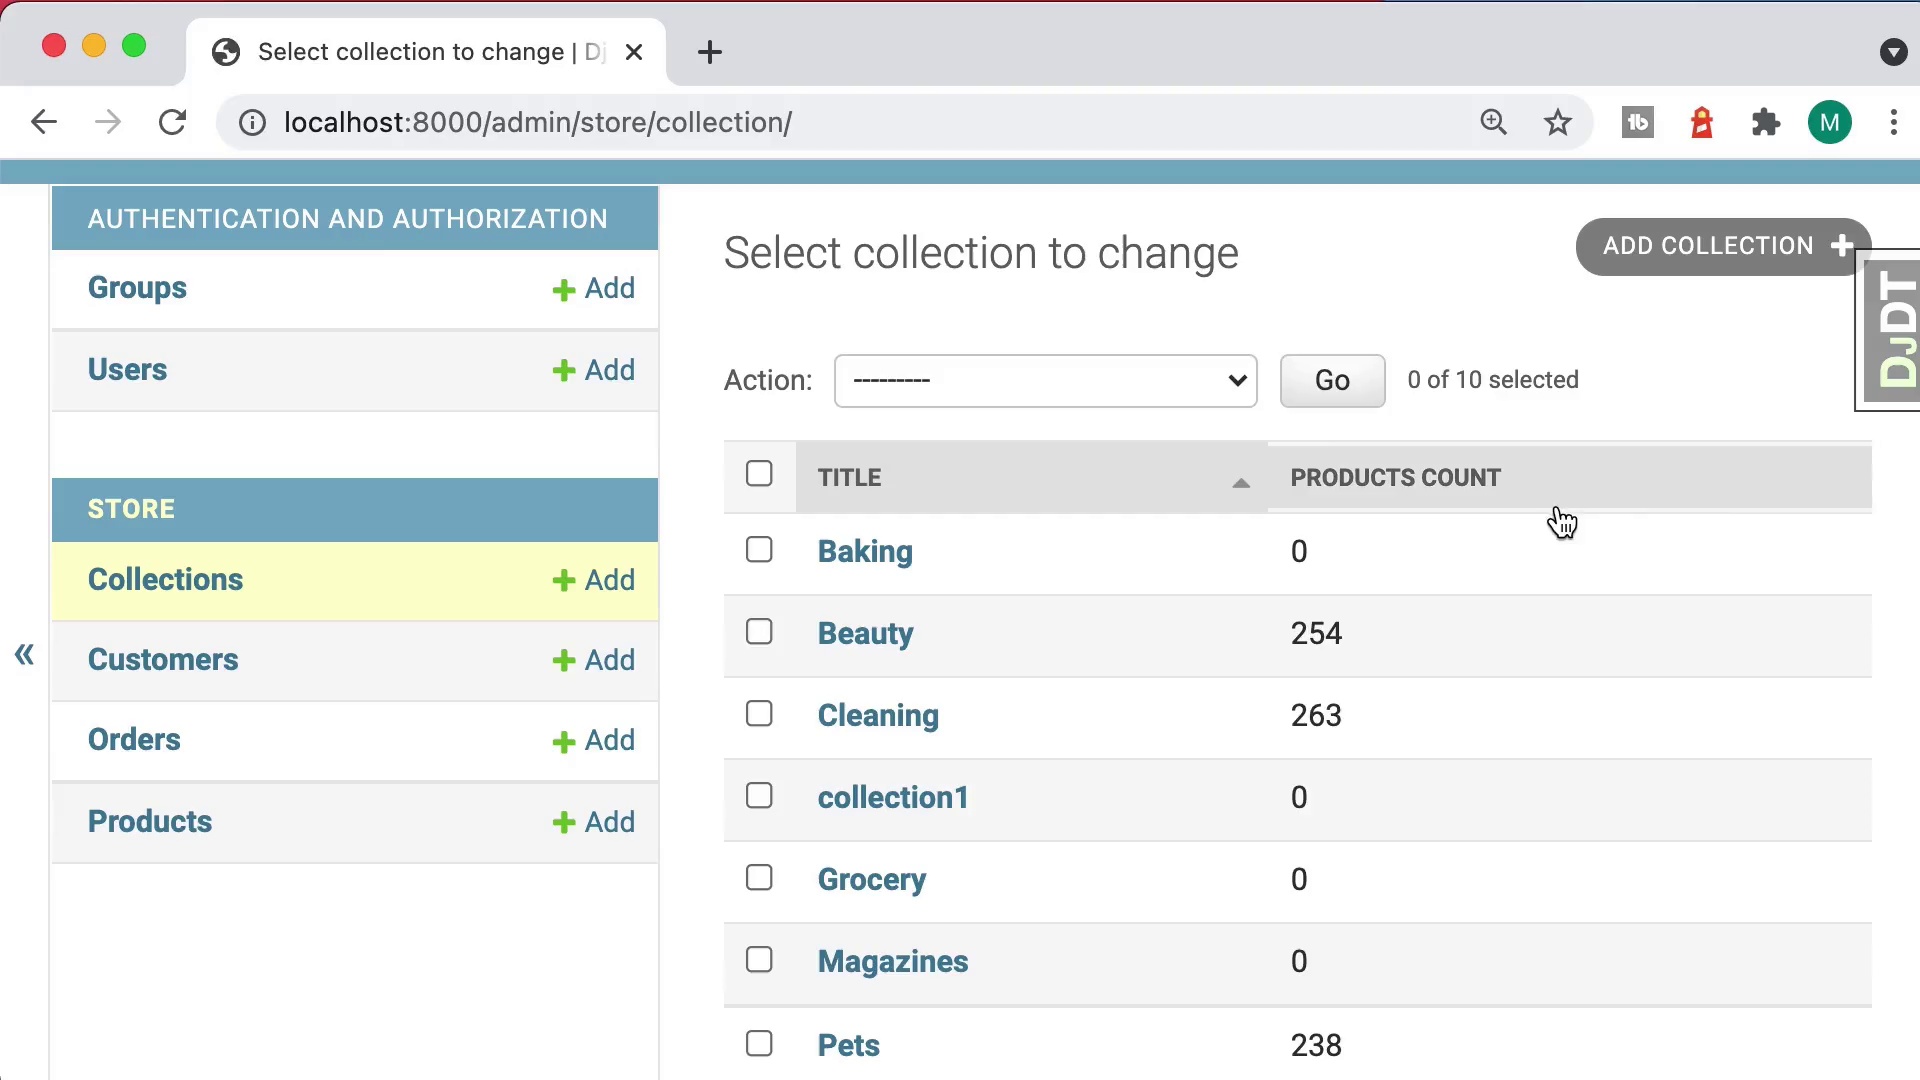 Select collection to change | Dj
localhost:8000/admin/store/collection/
M
AUTHENTICATION AND AUTHORIZATION
Groups
Add
Users
Add
STORE
Collections
Add
Customers
Add
Orders
Add
Products
Add
«
Select collection to change
ADD COLLECTION
DJDT
Action: --------- Go 0 of 10 selected
TITLE PRODUCTS COUNT
Baking 0
Beauty 254
Cleaning 263
collection1 0
Grocery 0
Magazines 0
Pets 238